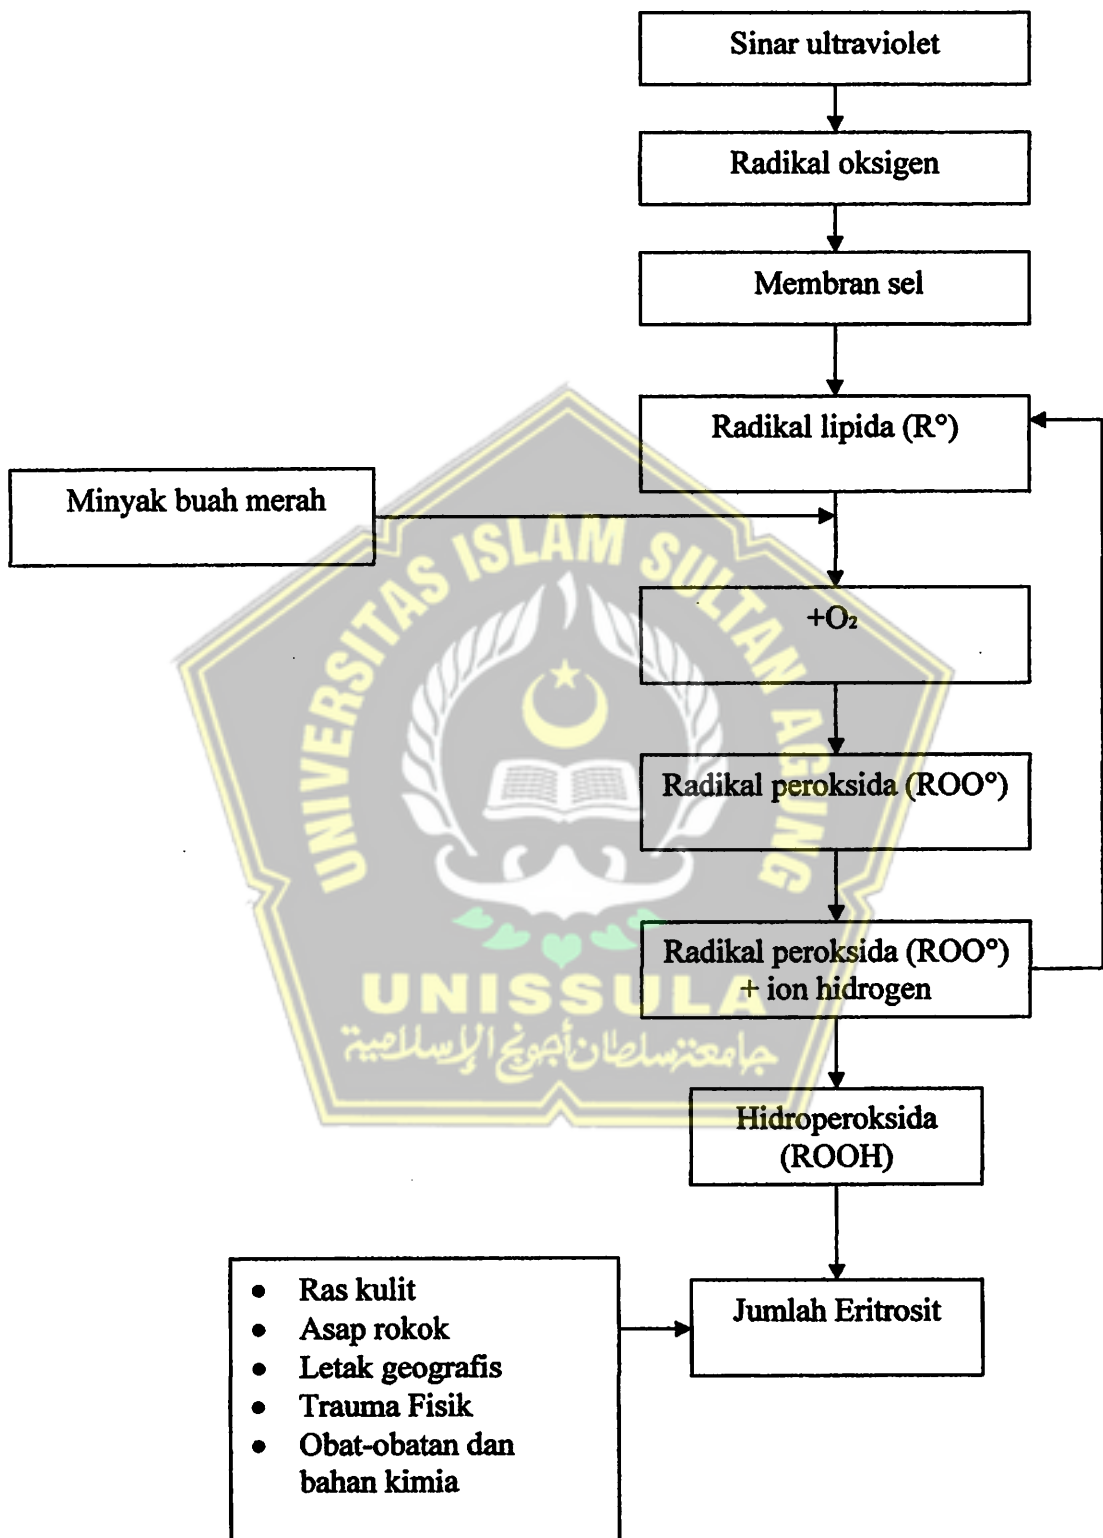 Sinar ultraviolet
Radikal oksigen
Membran sel
Radikal lipida (R°)
Minyak buah merah
+O₂
Radikal peroksida (ROO°)
Radikal peroksida (ROO°)
+ ion hidrogen
Hidroperoksida
(ROOH)
Jumlah Eritrosit
• Ras kulit
• Asap rokok
• Letak geografis
• Trauma Fisik
• Obat-obatan dan
bahan kimia
UNIVERSITAS ISLAM SULTAN AGUNG
UNISSULA
جامعة سلطان أجونج الإسلامية